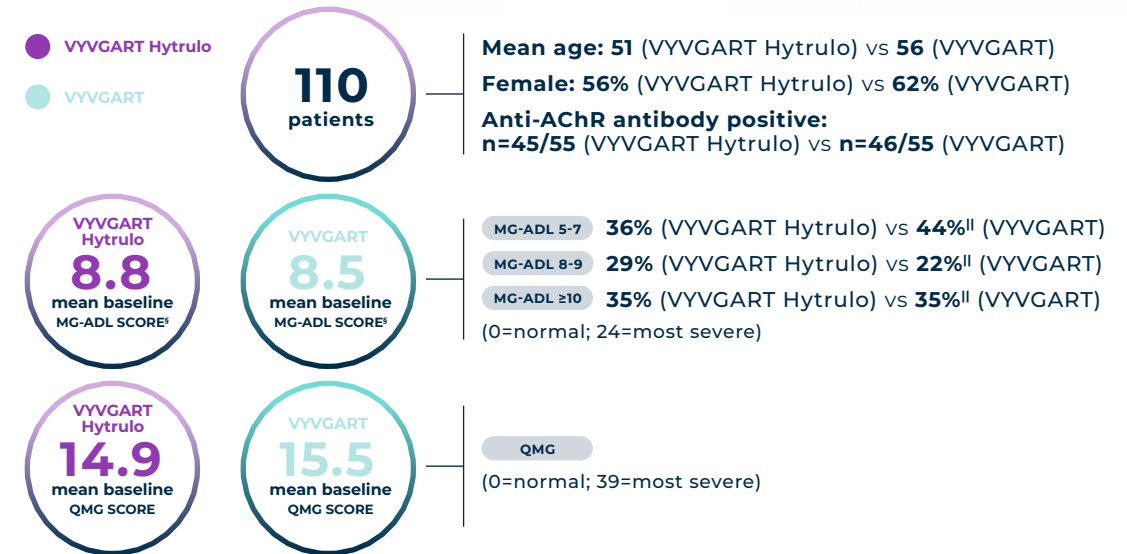 VYVGART Hytrulo
VYVGART
110
patients
Mean age: 51 (VYVGART Hytrulo) vs 56 (VYVGART)
Female: 56% (VYVGART Hytrulo) vs 62% (VYVGART)
Anti-AChR antibody positive:
n=45/55 (VYVGART Hytrulo) vs n=46/55 (VYVGART)
VYVGART
Hytrulo
8.8
mean baseline
MG-ADL SCORE§
VYVGART
8.5
mean baseline
MG-ADL SCORE§
MG-ADL 5-7 36% (VYVGART Hytrulo) vs 44%|| (VYVGART)
MG-ADL 8-9 29% (VYVGART Hytrulo) vs 22%|| (VYVGART)
MG-ADL ≥10 35% (VYVGART Hytrulo) vs 35%|| (VYVGART)
(0=normal; 24=most severe)
VYVGART
Hytrulo
14.9
mean baseline
QMG SCORE
VYVGART
15.5
mean baseline
QMG SCORE
QMG
(0=normal; 39=most severe)